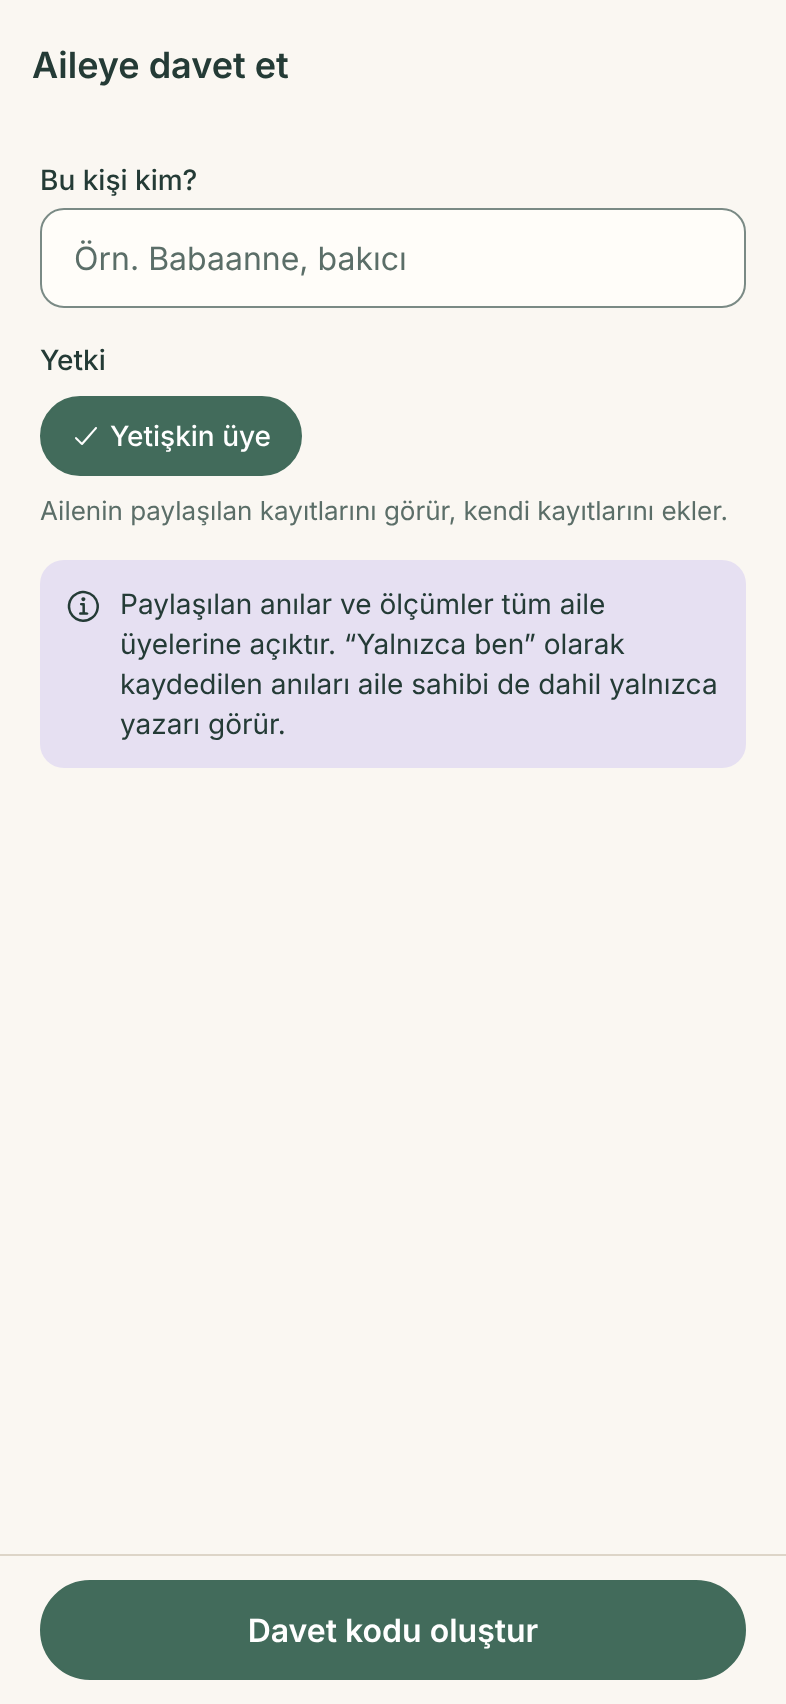 Aileye davet et
Bu kişi kim?
Örn. Babaanne, bakıcı
Yetki
Yetişkin üye
Ailenin paylaşılan kayıtlarını görür, kendi kayıtlarını ekler.
Paylaşılan anılar ve ölçümler tüm aile
üyelerine açıktır. “Yalnızca ben” olarak
kaydedilen anıları aile sahibi de dahil yalnızca
yazarı görür.
Davet kodu oluştur